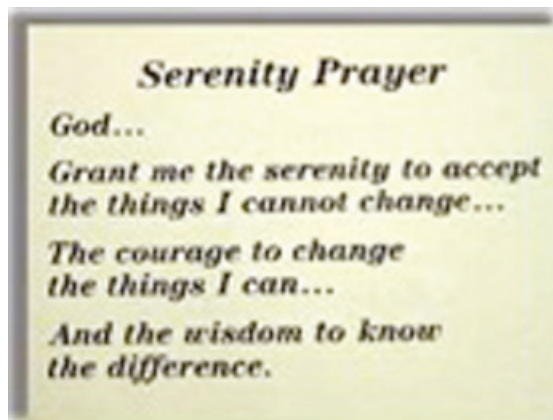 Serenity Prayer
God...
Grant me the serenity to accept
the things I cannot change...
The courage to change
the things I can...
And the wisdom to know
the difference.